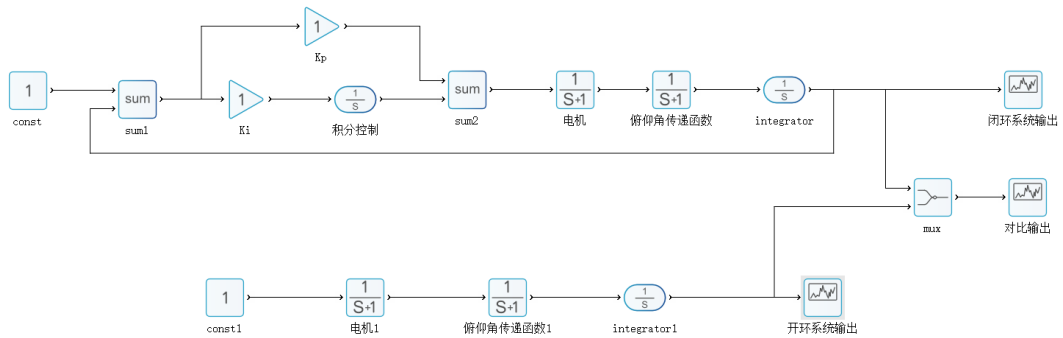 1
Kp
1
const
sum
sum1
1
Ki
1
S
积分控制
sum
sum2
1
S+1
电机
1
S+1
俯仰角传递函数
1
S
integrator
闭环系统输出
mux
对比输出
1
const1
1
S+1
电机1
1
S+1
俯仰角传递函数1
1
S
integrator1
开环系统输出